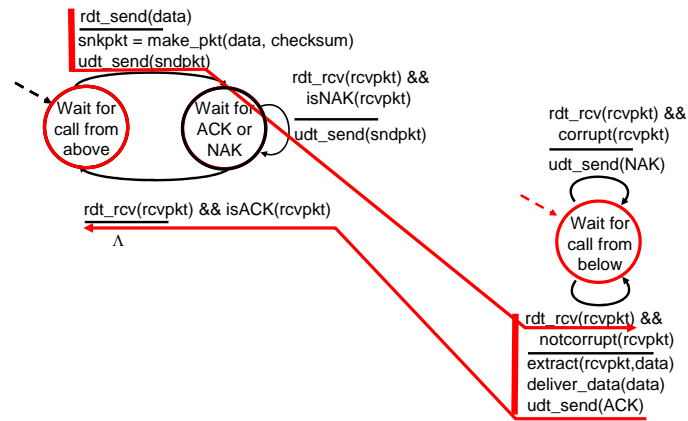 rdt_send(data)
snkpkt = make_pkt(data, checksum)
udt_send(sndpkt)
Wait for
call from
above
Wait for
ACK or
NAK
rdt_rcv(rcvpkt) &&
isNAK(rcvpkt)
udt_send(sndpkt)
rdt_rcv(rcvpkt) && isACK(rcvpkt)
Λ
rdt_rcv(rcvpkt) &&
corrupt(rcvpkt)
udt_send(NAK)
Wait for
call from
below
rdt_rcv(rcvpkt) &&
notcorrupt(rcvpkt)
extract(rcvpkt,data)
deliver_data(data)
udt_send(ACK)